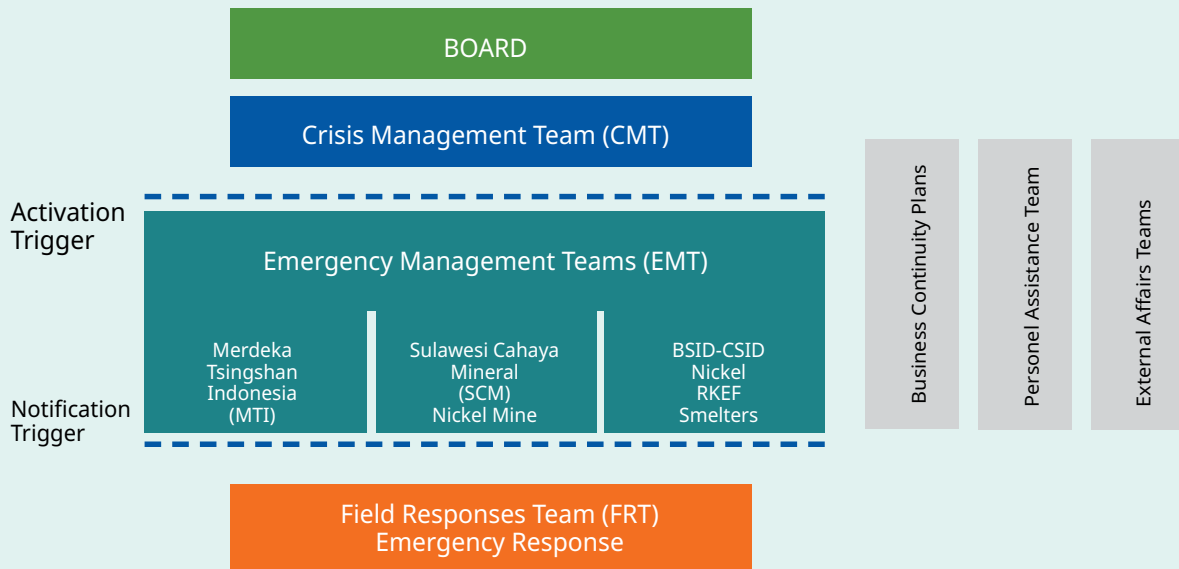 BOARD
Crisis Management Team (CMT)
Activation
Trigger
Emergency Management Teams (EMT)
Merdeka
Tsingshan
Indonesia
(MTI)
Sulawesi Cahaya
Mineral
(SCM)
Nickel Mine
BSID-CSID
Nickel
RKEF
Smelters
Notification
Trigger
Field Responses Team (FRT)
Emergency Response
Business Continuity Plans
Personel Assistance Team
External Affairs Teams